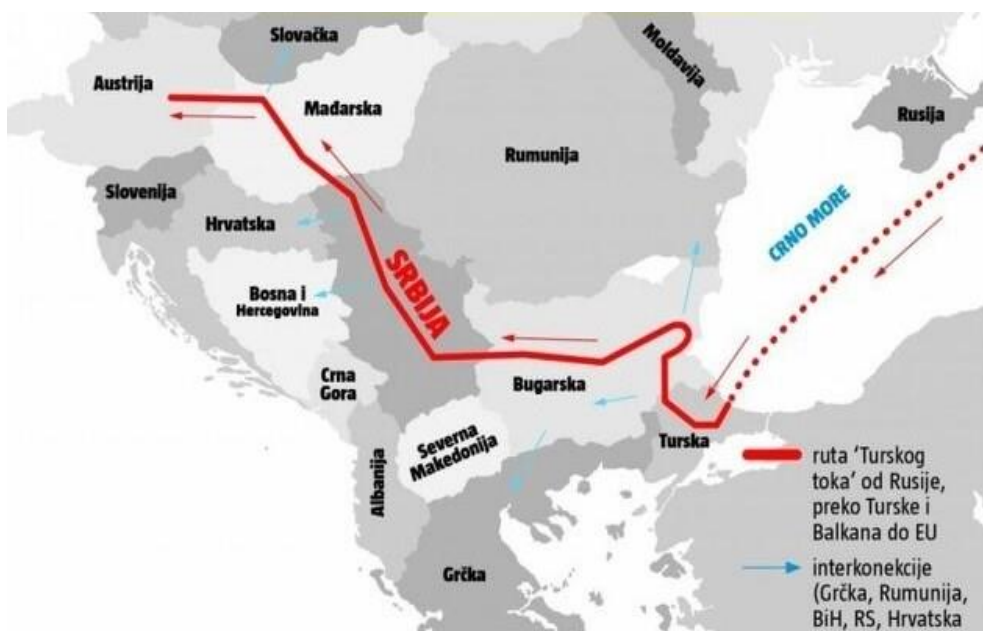 Slovačka
Moldavija
Austrija
Mađarska
Rusija
Rumunija
Slovenija
Hrvatska
CRNO MORE
SRBIJA
Bosna i
Hercegovina
Crna
Gora
Bugarska
Severna
Makedonija
Turska
Albanija
Grčka
ruta ‘Turskog
toka’ od Rusije,
preko Turske i
Balkana do EU
interkonekcije
(Grčka, Rumunija,
BiH, RS, Hrvatska